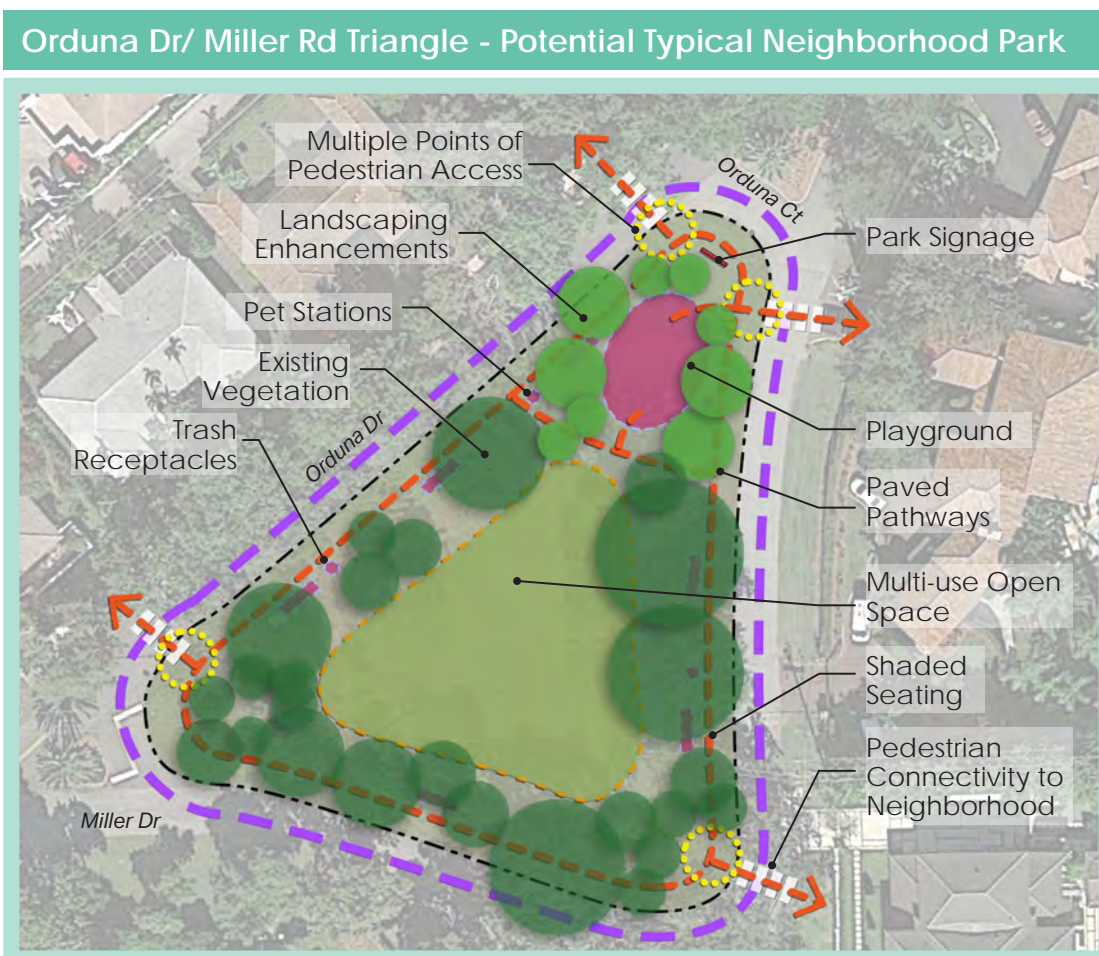 Orduna Dr/ Miller Rd Triangle - Potential Typical Neighborhood Park
Multiple Points of
Pedestrian Access
Orduna Ct
Landscaping
Enhancements
Park Signage
Pet Stations
Existing
Vegetation
Orduna Dr
Trash
Receptacles
Playground
Paved
Pathways
Multi-use Open
Space
Shaded
Seating
Pedestrian
Connectivity to
Neighborhood
Miller Dr